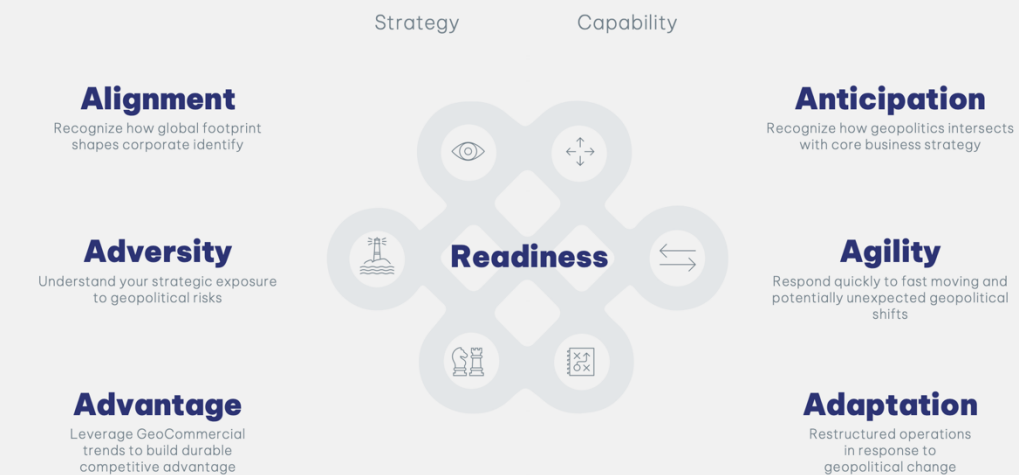 Strategy
Capability
Alignment
Recognize how global footprint
shapes corporate identify
Anticipation
Recognize how geopolitics intersects
with core business strategy
Adversity
Understand your strategic exposure
to geopolitical risks
Readiness
Agility
Respond quickly to fast moving and
potentially unexpected geopolitical
shifts
Advantage
Leverage GeoCommercial
trends to build durable
competitive advantage
Adaptation
Restructured operations
in response to
geopolitical change